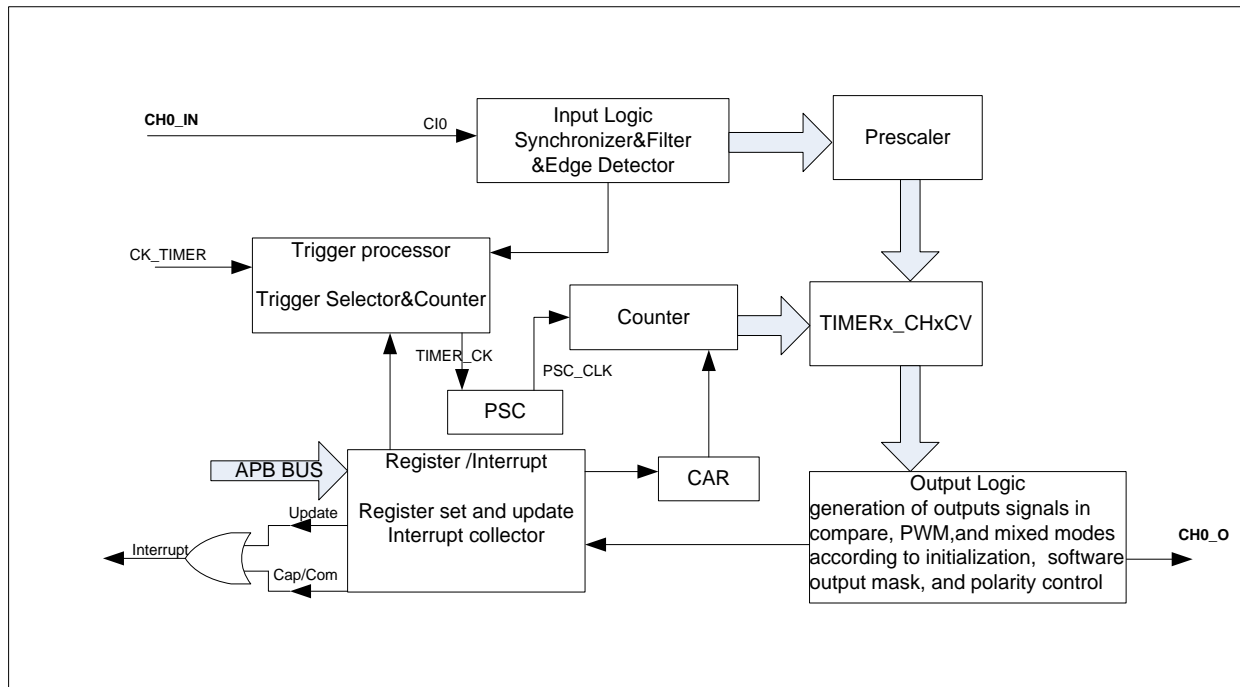 CH0_IN
CI0
Input Logic
Synchronizer&Filter
&Edge Detector
Prescaler
CK_TIMER
Trigger processor
Trigger Selector&Counter
Counter
TIMERx_CHxCV
TIMER_CK
PSC_CLK
PSC
APB BUS
Register /Interrupt
Register set and update
Interrupt collector
CAR
Output Logic
generation of outputs signals in
compare, PWM,and mixed modes
according to initialization, software
output mask, and polarity control
CH0_O
Update
Interrupt
Cap/Com